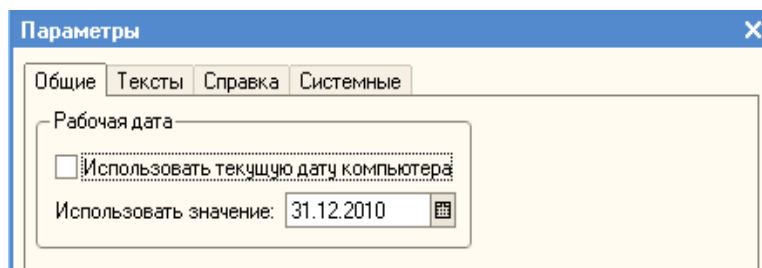 Параметры
Общие Тексты Справка Системные
Рабочая дата
Использовать текущую дату компьютера
Использовать значение: 31.12.2010